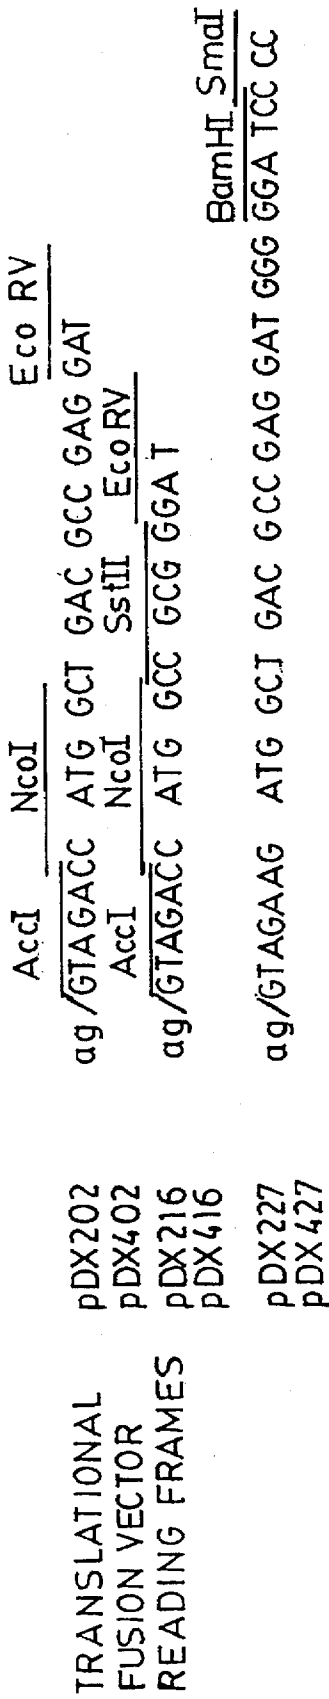 AccI NcoI Eco RV
TRANSLATIONAL pDX202 ag/GTAGACC ATG GCT GAC GCC GAG GAT
FUSION VECTOR pDX402 AccI NcoI SstII EcoRV
READING FRAMES pDX216 ag/GTAGACC ATG GCC GCG GGA T
pDX416
BamHI SmaI
pDX227 ag/GTAGAAG ATG GCT GAC GCC GAG GAT GGG GGA TCC CC
pDX427